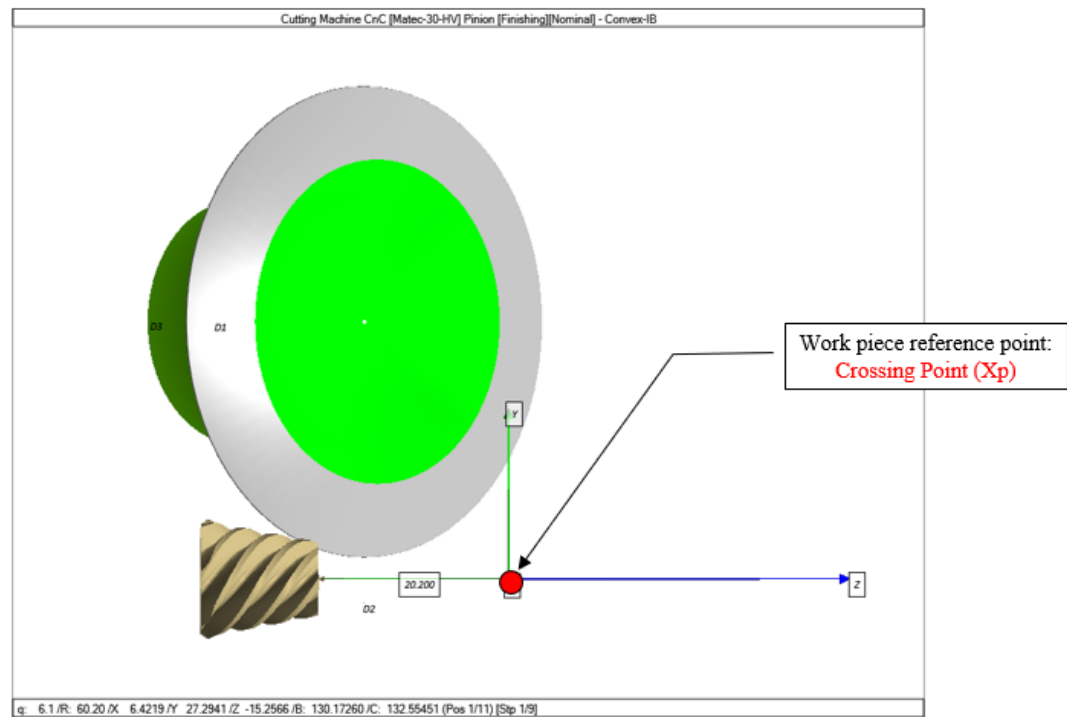 Cutting Machine CnC [Matec-30-HV] Pinion [Finishing][Nominal] - Convex-IB
D3
D1
Work piece reference point:
Crossing Point (Xp)
Y
20.200
Z
D2
q: 6.1 /R: 60.20 /X 6.4219 /Y 27.2941 /Z -15.2566 /B: 130.17260 /C: 132.55451 (Pos 1/11) [Stp 1/9]